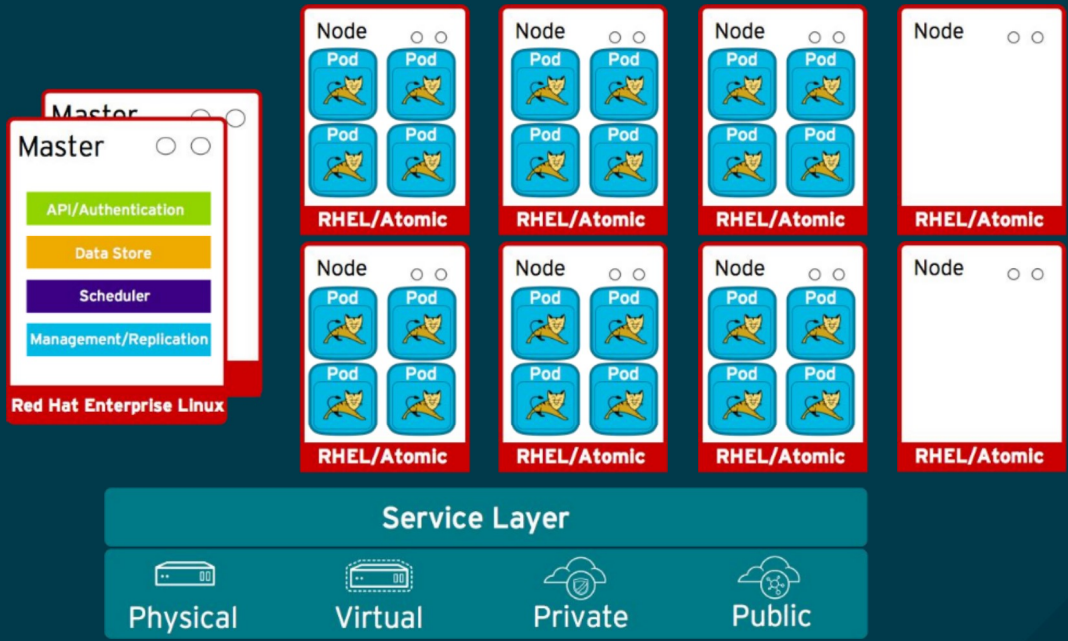 Master
Master
API/Authentication
Data Store
Scheduler
Management/Replication
Red Hat Enterprise Linux
Node
Pod Pod
Pod Pod
RHEL/Atomic
Node
Pod Pod
Pod Pod
RHEL/Atomic
Node
Pod Pod
Pod Pod
RHEL/Atomic
Node
RHEL/Atomic
Node
Pod Pod
Pod Pod
RHEL/Atomic
Node
Pod Pod
Pod Pod
RHEL/Atomic
Node
Pod Pod
Pod Pod
RHEL/Atomic
Node
RHEL/Atomic
Service Layer
Physical
Virtual
Private
Public